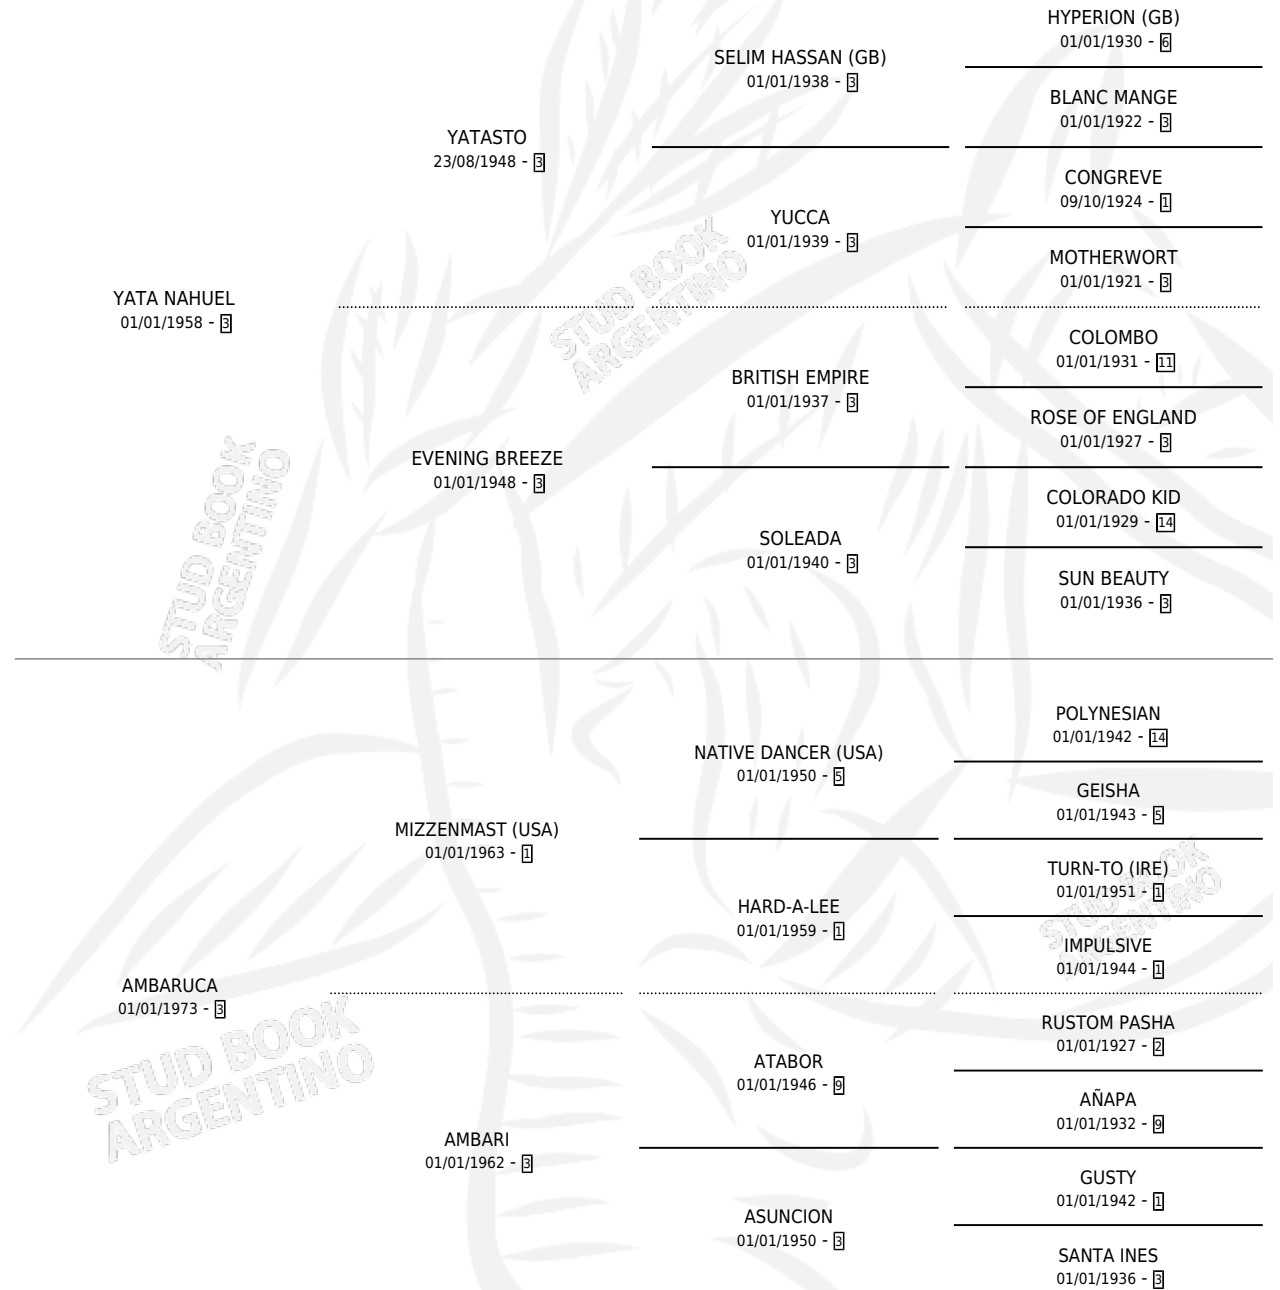 HYPERION (GB)
01/01/1930 - 6
SELIM HASSAN (GB)
01/01/1938 - 3
BLANC MANGE
01/01/1922 - 3
YATASTO
23/08/1948 - 3
CONGREVE
09/10/1924 - 1
YUCCA
01/01/1939 - 3
MOTHERWORT
01/01/1921 - 3
YATA NAHUEL
01/01/1958 - 3
COLOMBO
01/01/1931 - 11
BRITISH EMPIRE
01/01/1937 - 3
ROSE OF ENGLAND
01/01/1927 - 3
EVENING BREEZE
01/01/1948 - 3
COLORADO KID
01/01/1929 - 14
SOLEADA
01/01/1940 - 3
SUN BEAUTY
01/01/1936 - 3
POLYNESIAN
01/01/1942 - 14
NATIVE DANCER (USA)
01/01/1950 - 5
GEISHA
01/01/1943 - 5
MIZZENMAST (USA)
01/01/1963 - 1
TURN-TO (IRE)
01/01/1951 - 1
HARD-A-LEE
01/01/1959 - 1
IMPULSIVE
01/01/1944 - 1
AMBARUCA
01/01/1973 - 3
RUSTOM PASHA
01/01/1927 - 2
ATABOR
01/01/1946 - 9
AÑAPA
01/01/1932 - 9
AMBARI
01/01/1962 - 3
GUSTY
01/01/1942 - 1
ASUNCION
01/01/1950 - 3
SANTA INES
01/01/1936 - 3
STUD BOOK
ARGENTINO
STUD BOOK
ARGENTINO
STUD BOOK
ARGENTINO
STUD BOOK
ARGENTINO